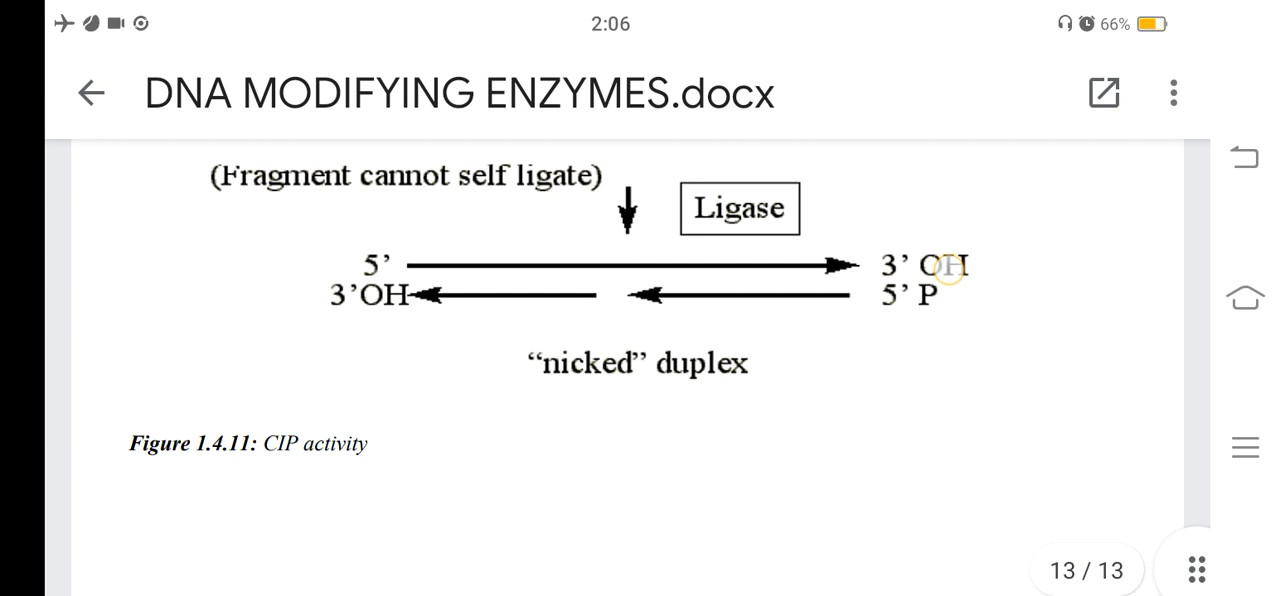 2:06
66%
DNA MODIFYING ENZYMES.docx
(Fragment cannot self ligate)
Ligase
5’ 3’ OH
3’OH 5’ P
“nicked” duplex
Figure 1.4.11: CIP activity
13 / 13